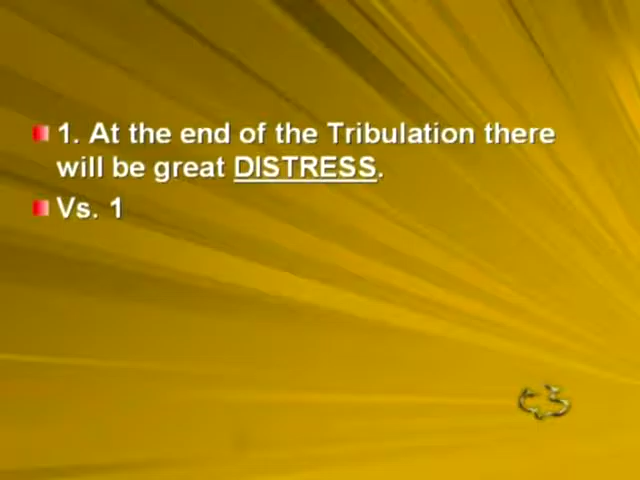 1. At the end of the Tribulation there
will be great DISTRESS.
Vs. 1